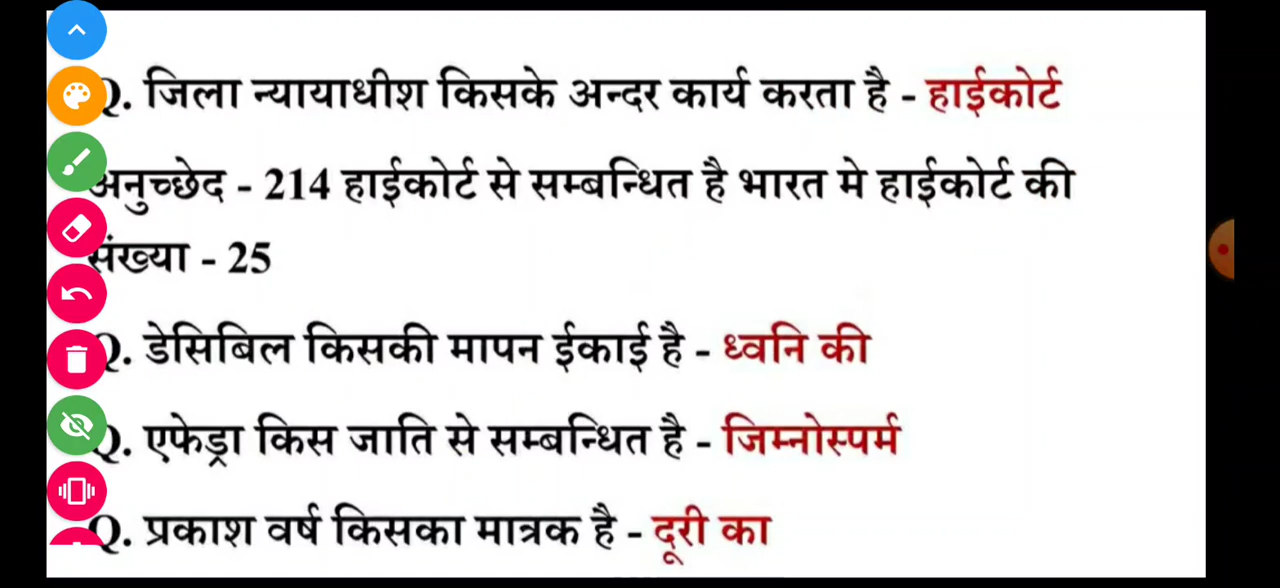 Q. जिला न्यायाधीश किसके अन्दर कार्य करता है - हाईकोर्ट
अनुच्छेद - 214 हाईकोर्ट से सम्बन्धित है भारत मे हाईकोर्ट की
संख्या - 25
Q. डेसिबिल किसकी मापन ईकाई है - ध्वनि की
Q. एफेड्रा किस जाति से सम्बन्धित है - जिम्नोस्पर्म
Q. प्रकाश वर्ष किसका मात्रक है - दूरी का